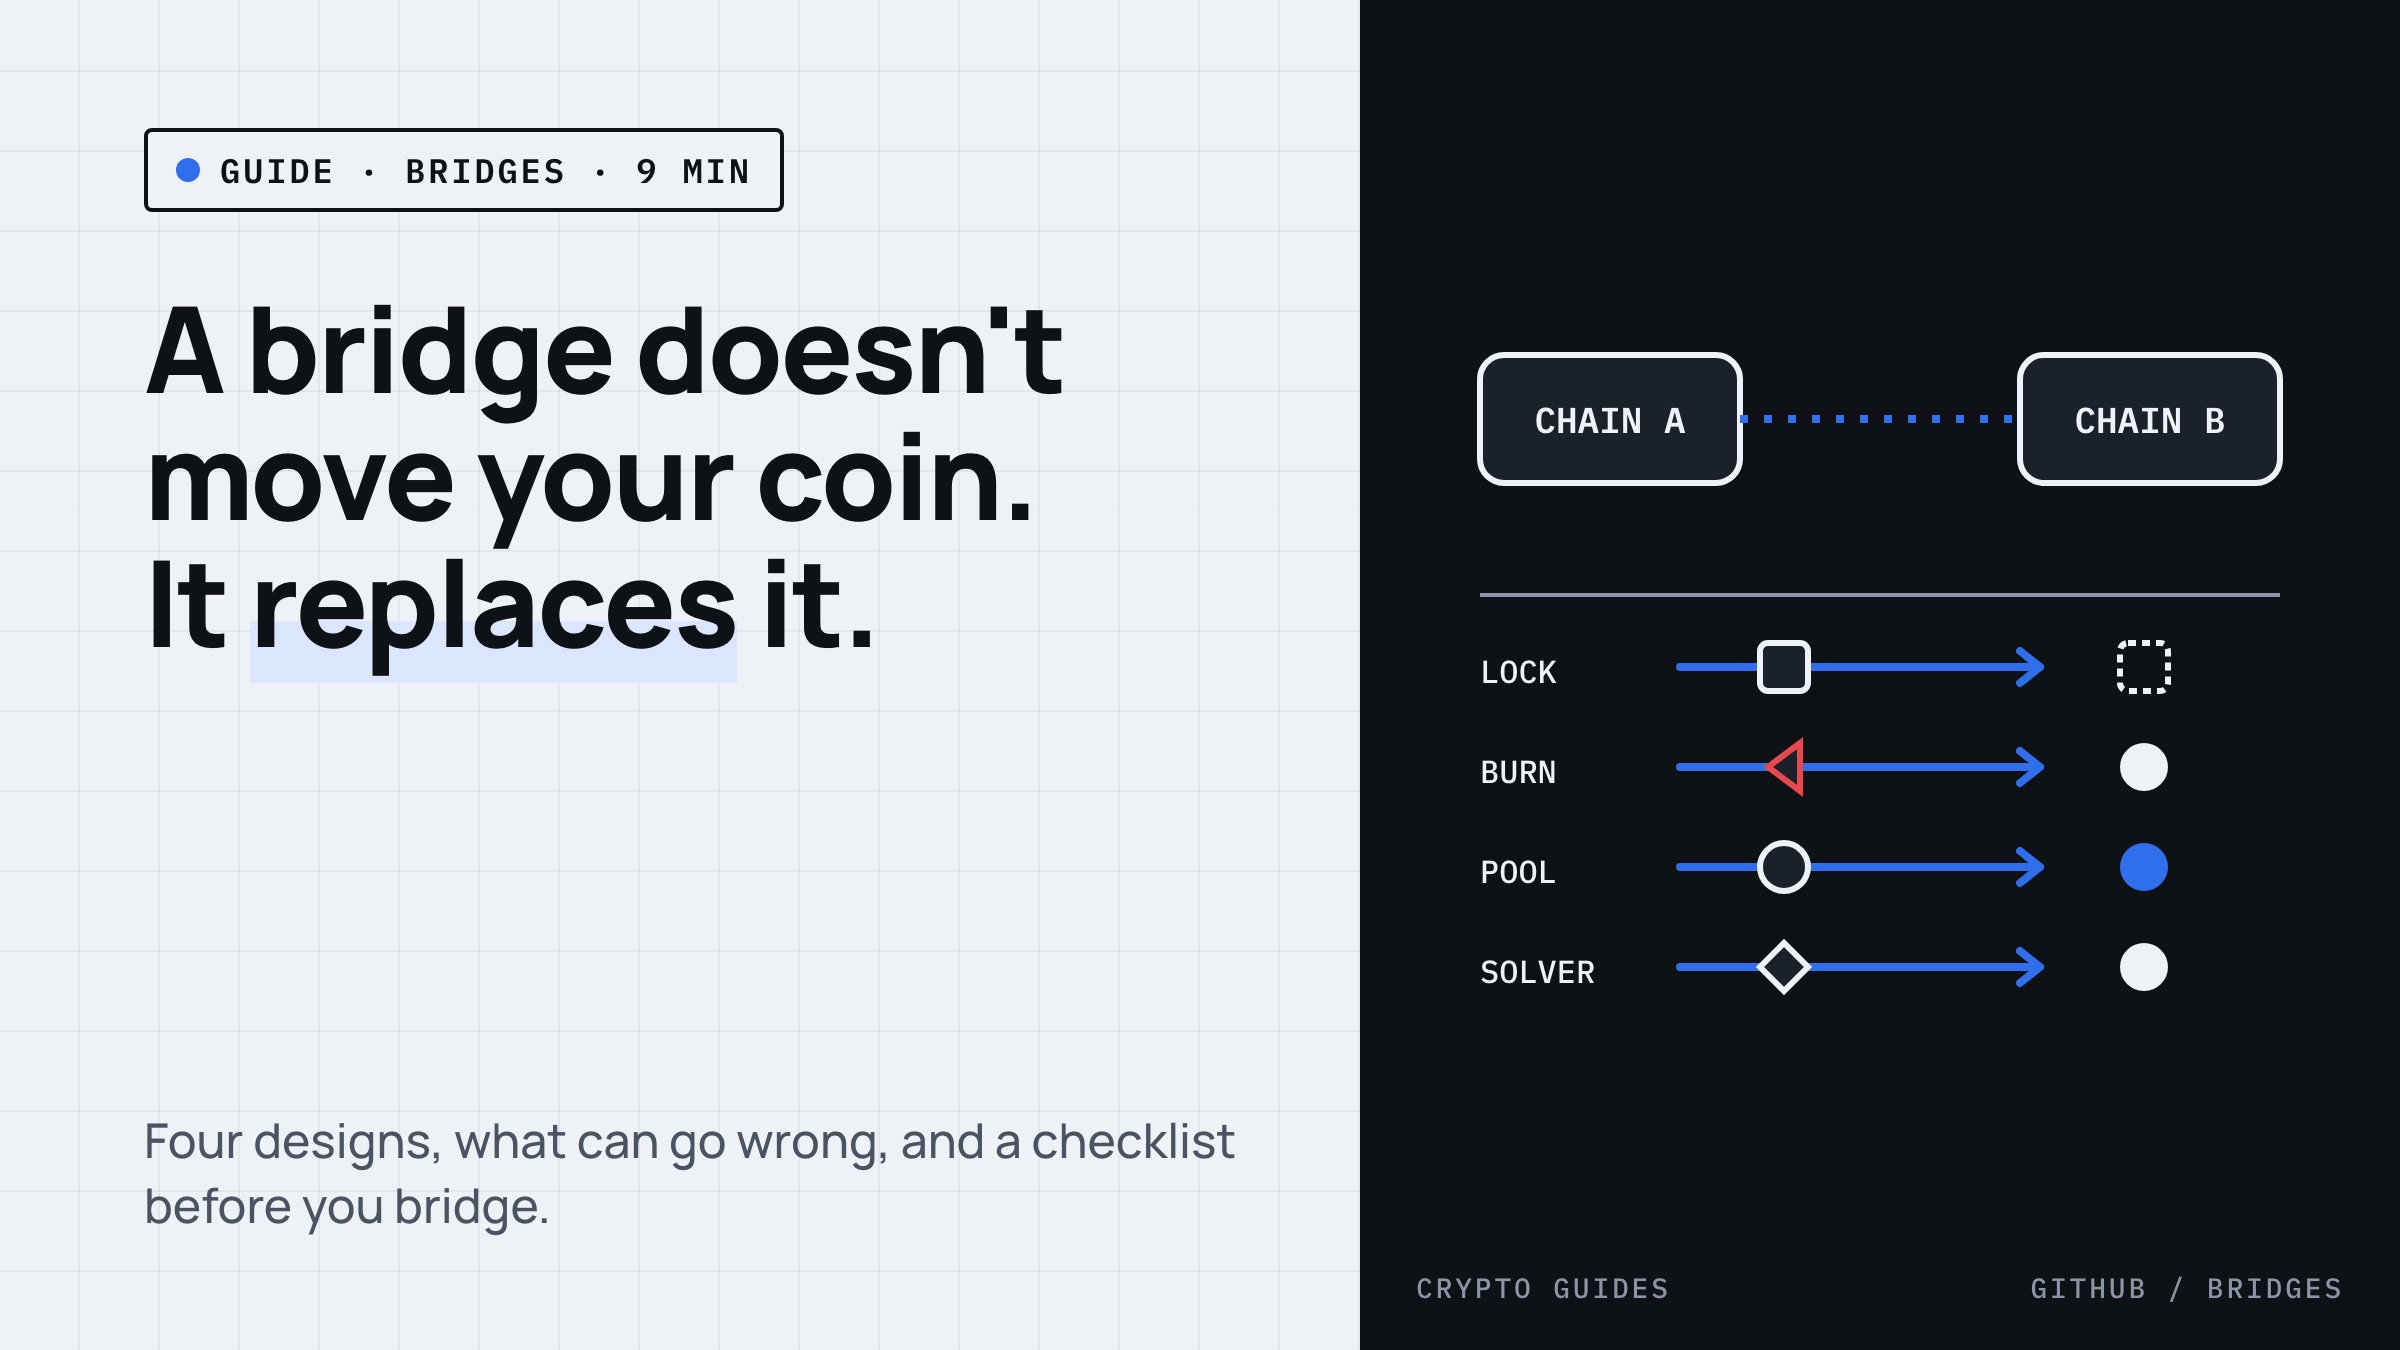 GUIDE · BRIDGES · 9 MIN
A bridge doesn't
move your coin.
It replaces it.
Four designs, what can go wrong, and a checklist
before you bridge.
CHAIN A
CHAIN B
LOCK
BURN
POOL
SOLVER
CRYPTO GUIDES
GITHUB / BRIDGES